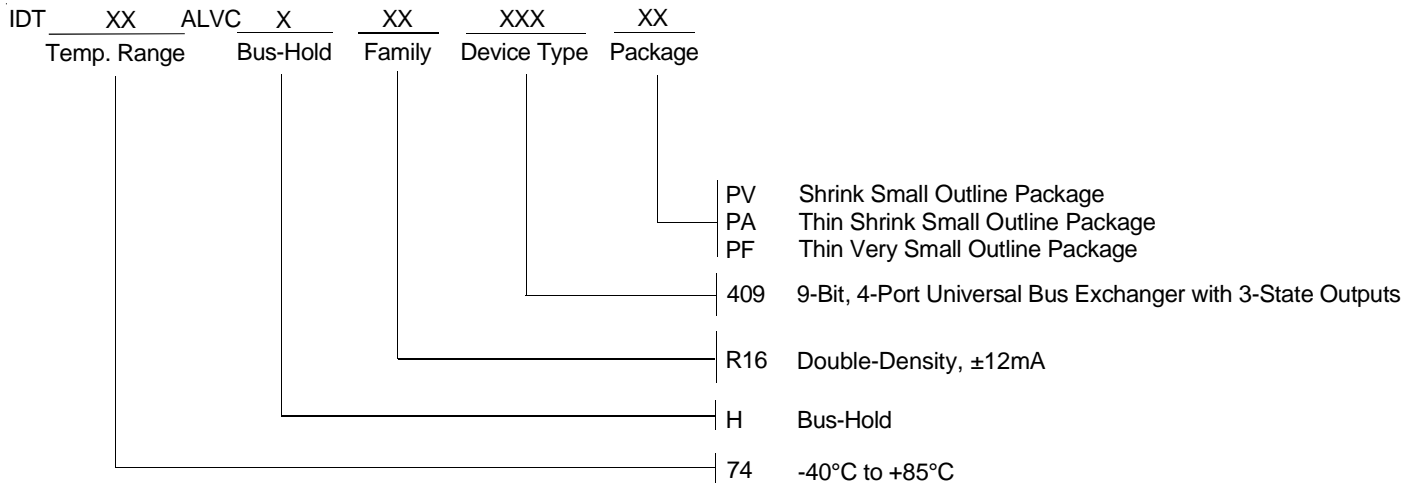 IDT XX ALVC X XX XXX XX
Temp. Range Bus-Hold Family Device Type Package
PV Shrink Small Outline Package
PA Thin Shrink Small Outline Package
PF Thin Very Small Outline Package
409 9-Bit, 4-Port Universal Bus Exchanger with 3-State Outputs
R16 Double-Density, ±12mA
H Bus-Hold
74 -40°C to +85°C